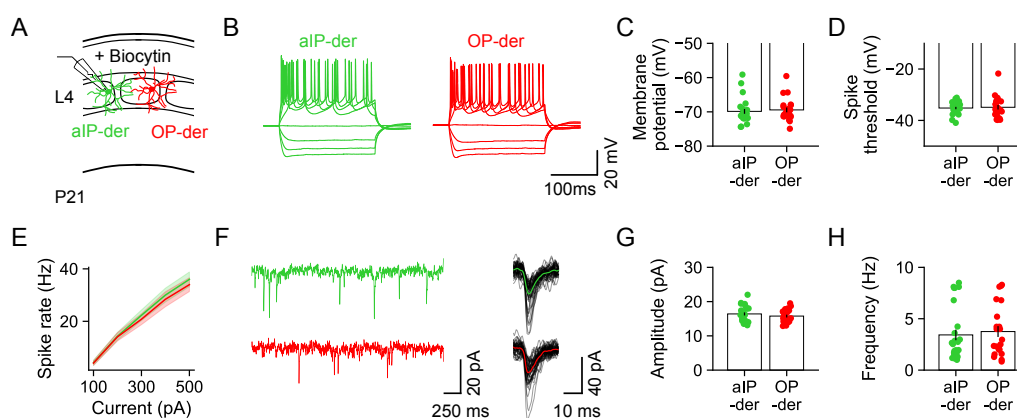 A
+ Biocytin
L4
aIP-der
OP-der
P21
B
aIP-der
OP-der
20 mV
100ms
C
Membrane
potential (mV)
−50
−60
−70
−80
aIP
-der
OP
-der
D
Spike
threshold (mV)
−20
−40
aIP
-der
OP
-der
E
Spike rate (Hz)
40
20
100
300
500
Current (pA)
F
20 pA
250 ms
40 pA
10 ms
G
Amplitude (pA)
30
20
10
0
aIP
-der
OP
-der
H
Frequency (Hz)
10
5
0
aIP
-der
OP
-der